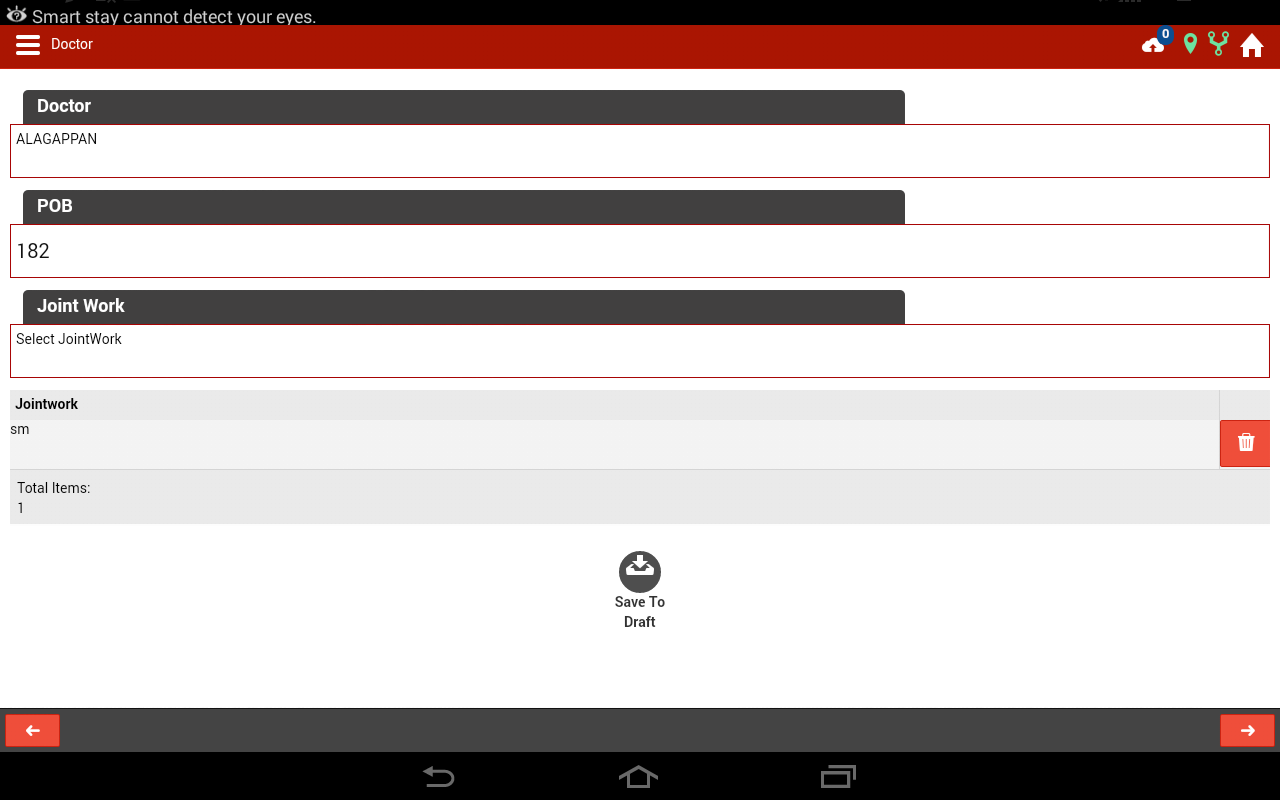 Smart stay cannot detect your eyes.
Doctor
0
Doctor
ALAGAPPAN
POB
182
Joint Work
Select JointWork
Jointwork
sm
Total Items:
1
Save To
Draft